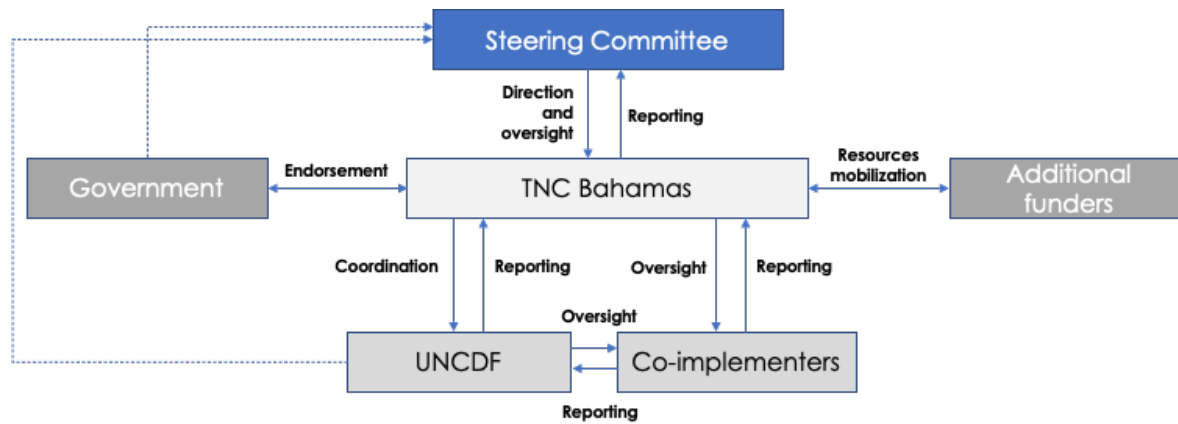 Steering Committee
Direction
and
oversight
Reporting
Government
Endorsement
TNC Bahamas
Resources
mobilization
Additional
funders
Coordination
Reporting
Oversight
Reporting
Oversight
UNCDF
Co-implementers
Reporting